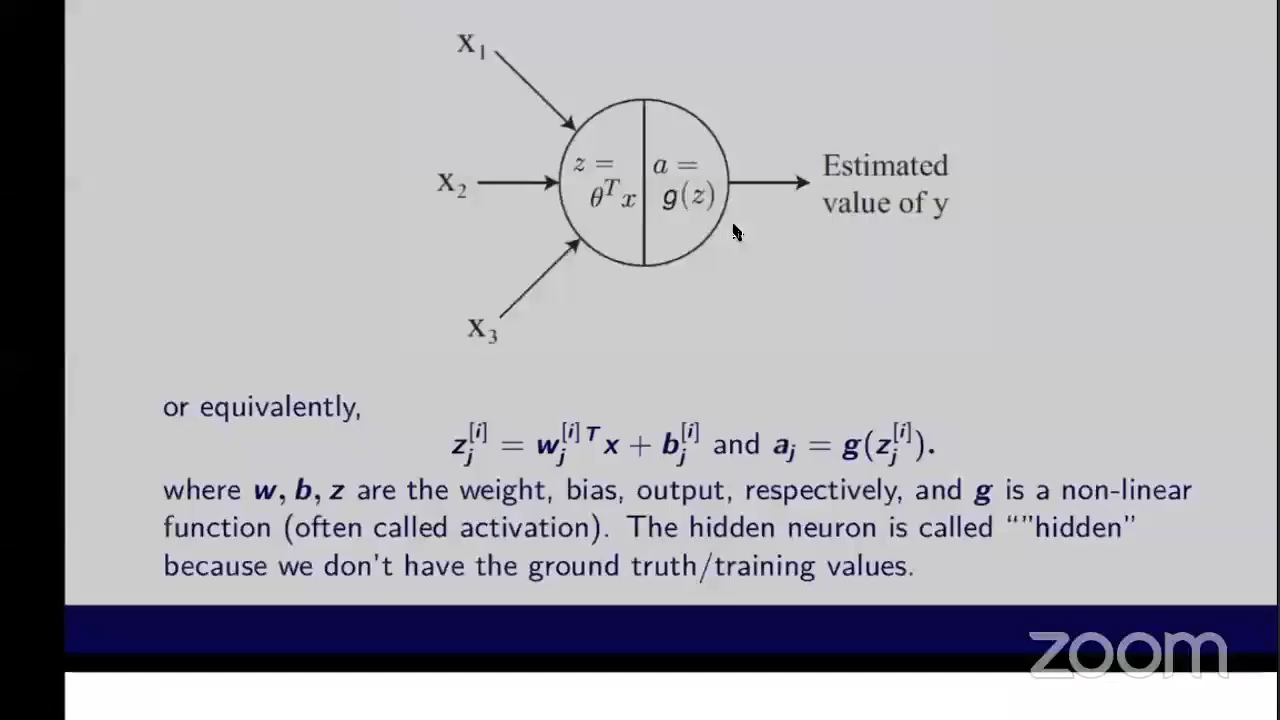 x₁
x₂
x₃
z =
θᵀx
a =
g(z)
Estimated
value of y
or equivalently,
z_j^[i] = w_j^[i]ᵀ x + b_j^[i] and a_j = g(z_j^[i]).
where w, b, z are the weight, bias, output, respectively, and g is a non-linear
function (often called activation). The hidden neuron is called “”hidden”
because we don't have the ground truth/training values.
zoom